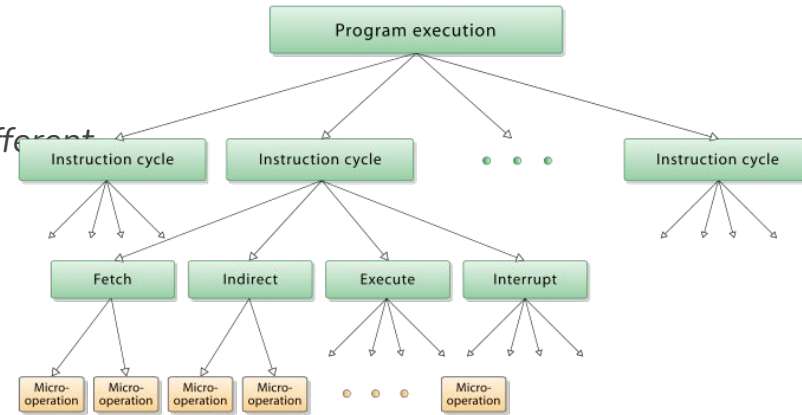 Program execution
Instruction cycle
Instruction cycle
Instruction cycle
Fetch
Indirect
Execute
Interrupt
Micro-
operation
Micro-
operation
Micro-
operation
Micro-
operation
Micro-
operation